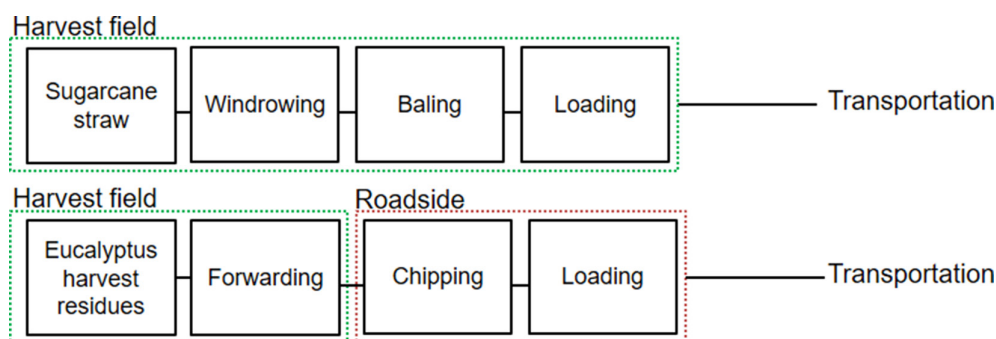 Harvest field
Sugarcane
straw
Windrowing
Baling
Loading
Transportation
Harvest field
Roadside
Eucalyptus
harvest
residues
Forwarding
Chipping
Loading
Transportation